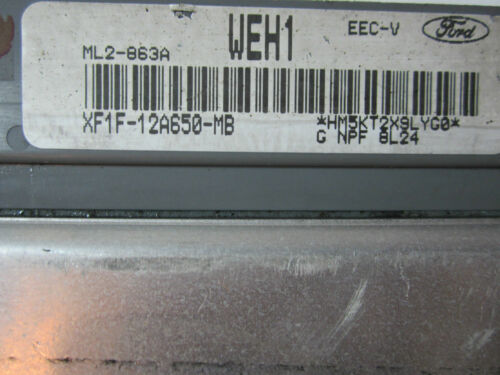 WEH1
EEC-V
Ford
ML2-863A
XF1F-12A650-MB
*HM5KT2X9LYG0*
G NPF 8L24